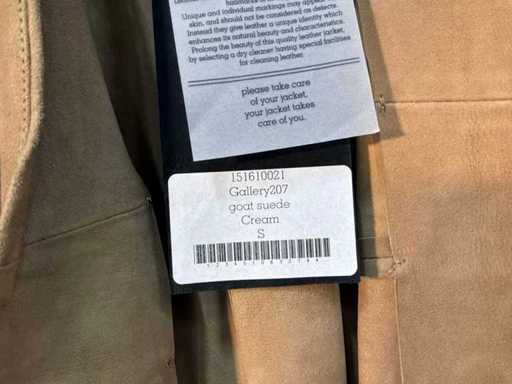 Unique and individual markings may appear
skin, and should not be considered as defects.
Instead they give leather a unique identity which
enhances its natural beauty and characteristics.
Prolong the beauty of this quality leather jacket,
by selecting a dry cleaner having special facilities
for cleaning leather.
please take care
of your jacket,
your jacket takes
care of you.
151610021
Gallery207
goat suede
Cream
S